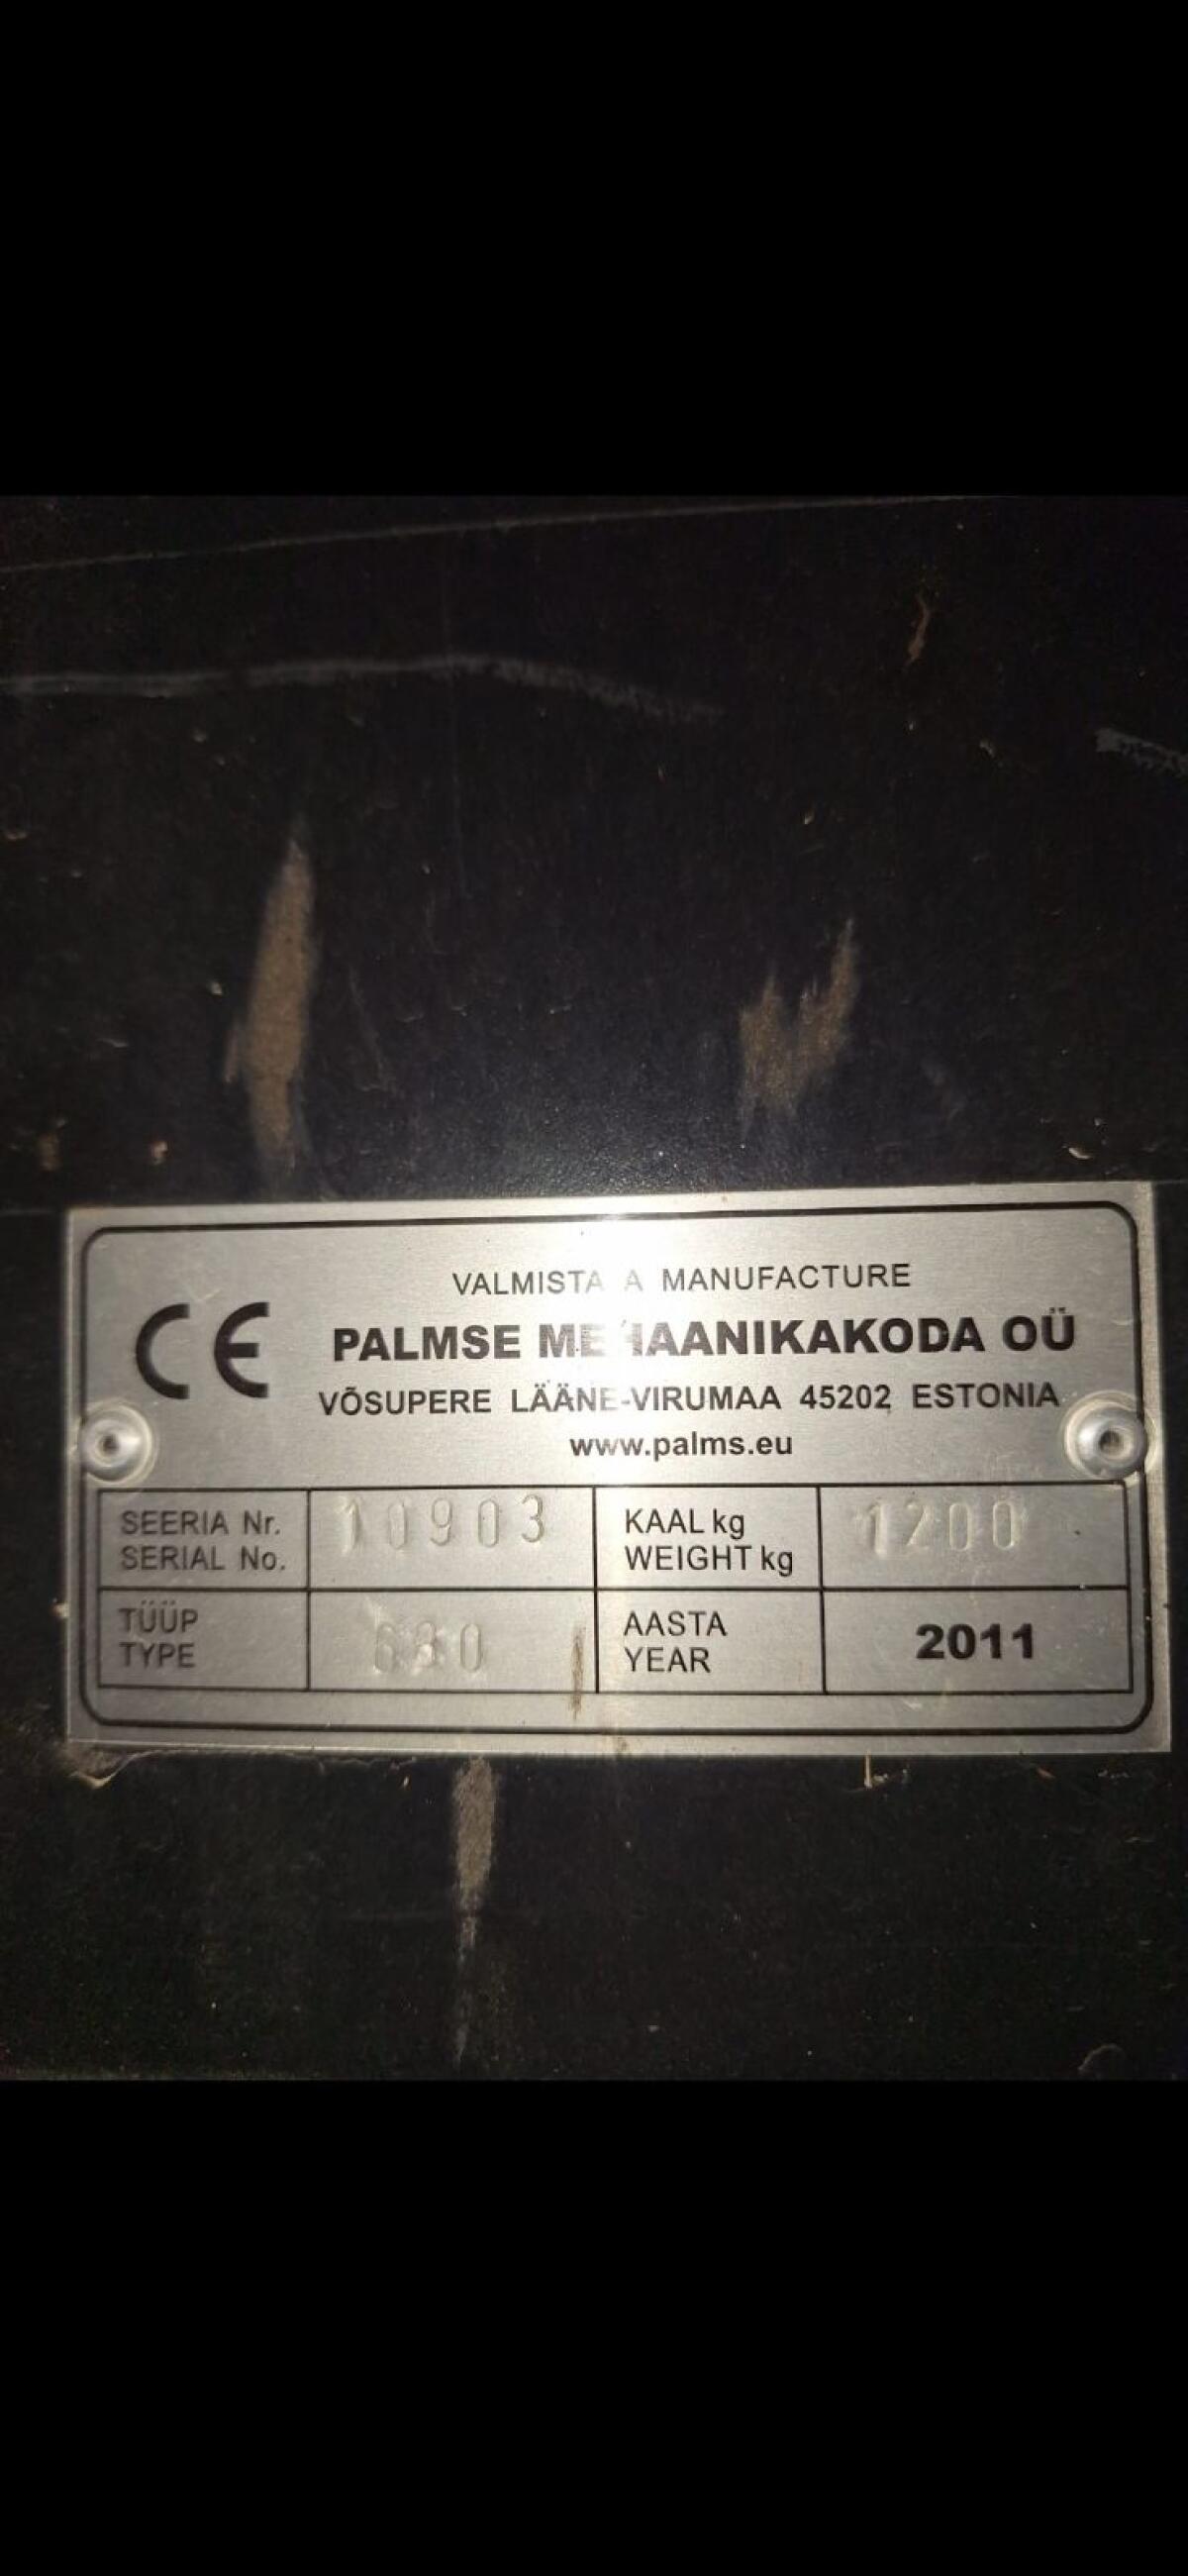 CE
VALMISTA A MANUFACTURE
PALMSE MEHAANIKAKODA OÜ
VÕSUPERE LÄÄNE-VIRUMAA 45202 ESTONIA
www.palms.eu
SEERIA Nr.
SERIAL No.
10903
KAAL kg
WEIGHT kg
1200
TÜÜP
TYPE
AASTA
YEAR
2011